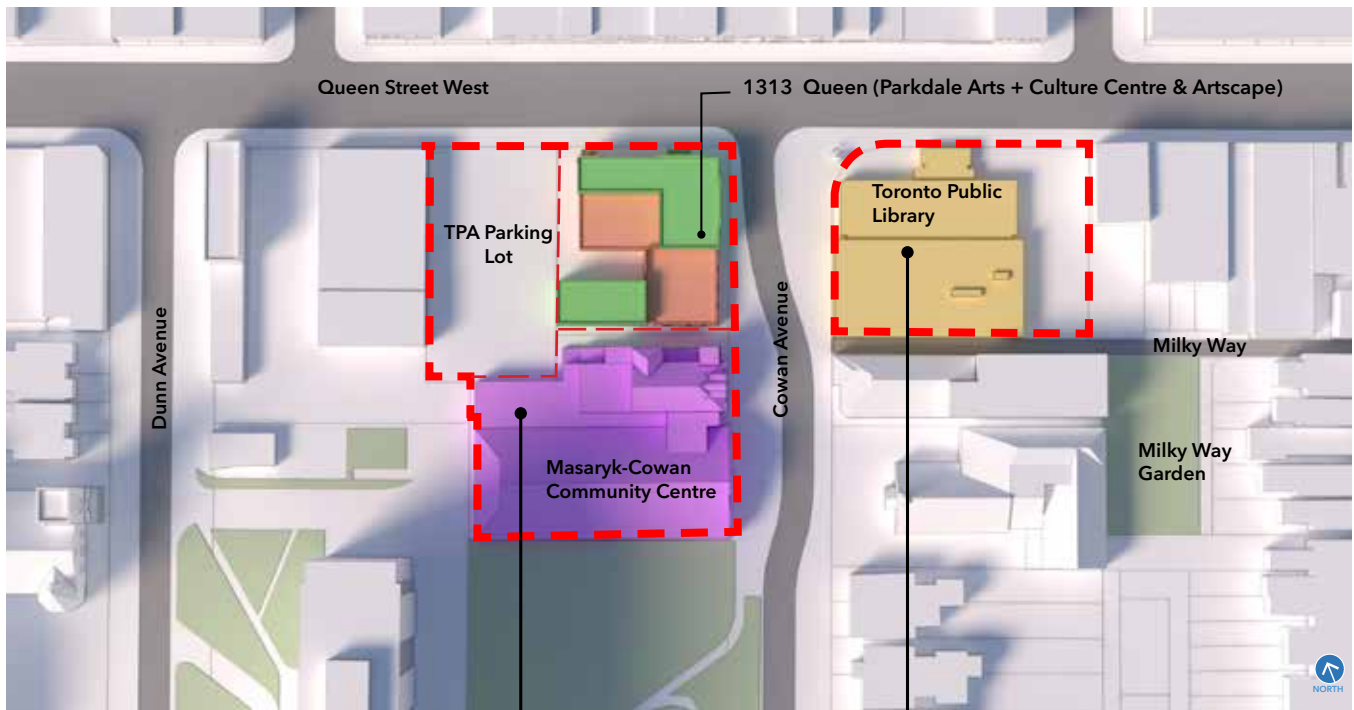 Queen Street West
1313 Queen (Parkdale Arts + Culture Centre & Artscape)
TPA Parking
Lot
Toronto Public
Library
Dunn Avenue
Cowan Avenue
Milky Way
Masaryk-Cowan
Community Centre
Milky Way
Garden
NORTH